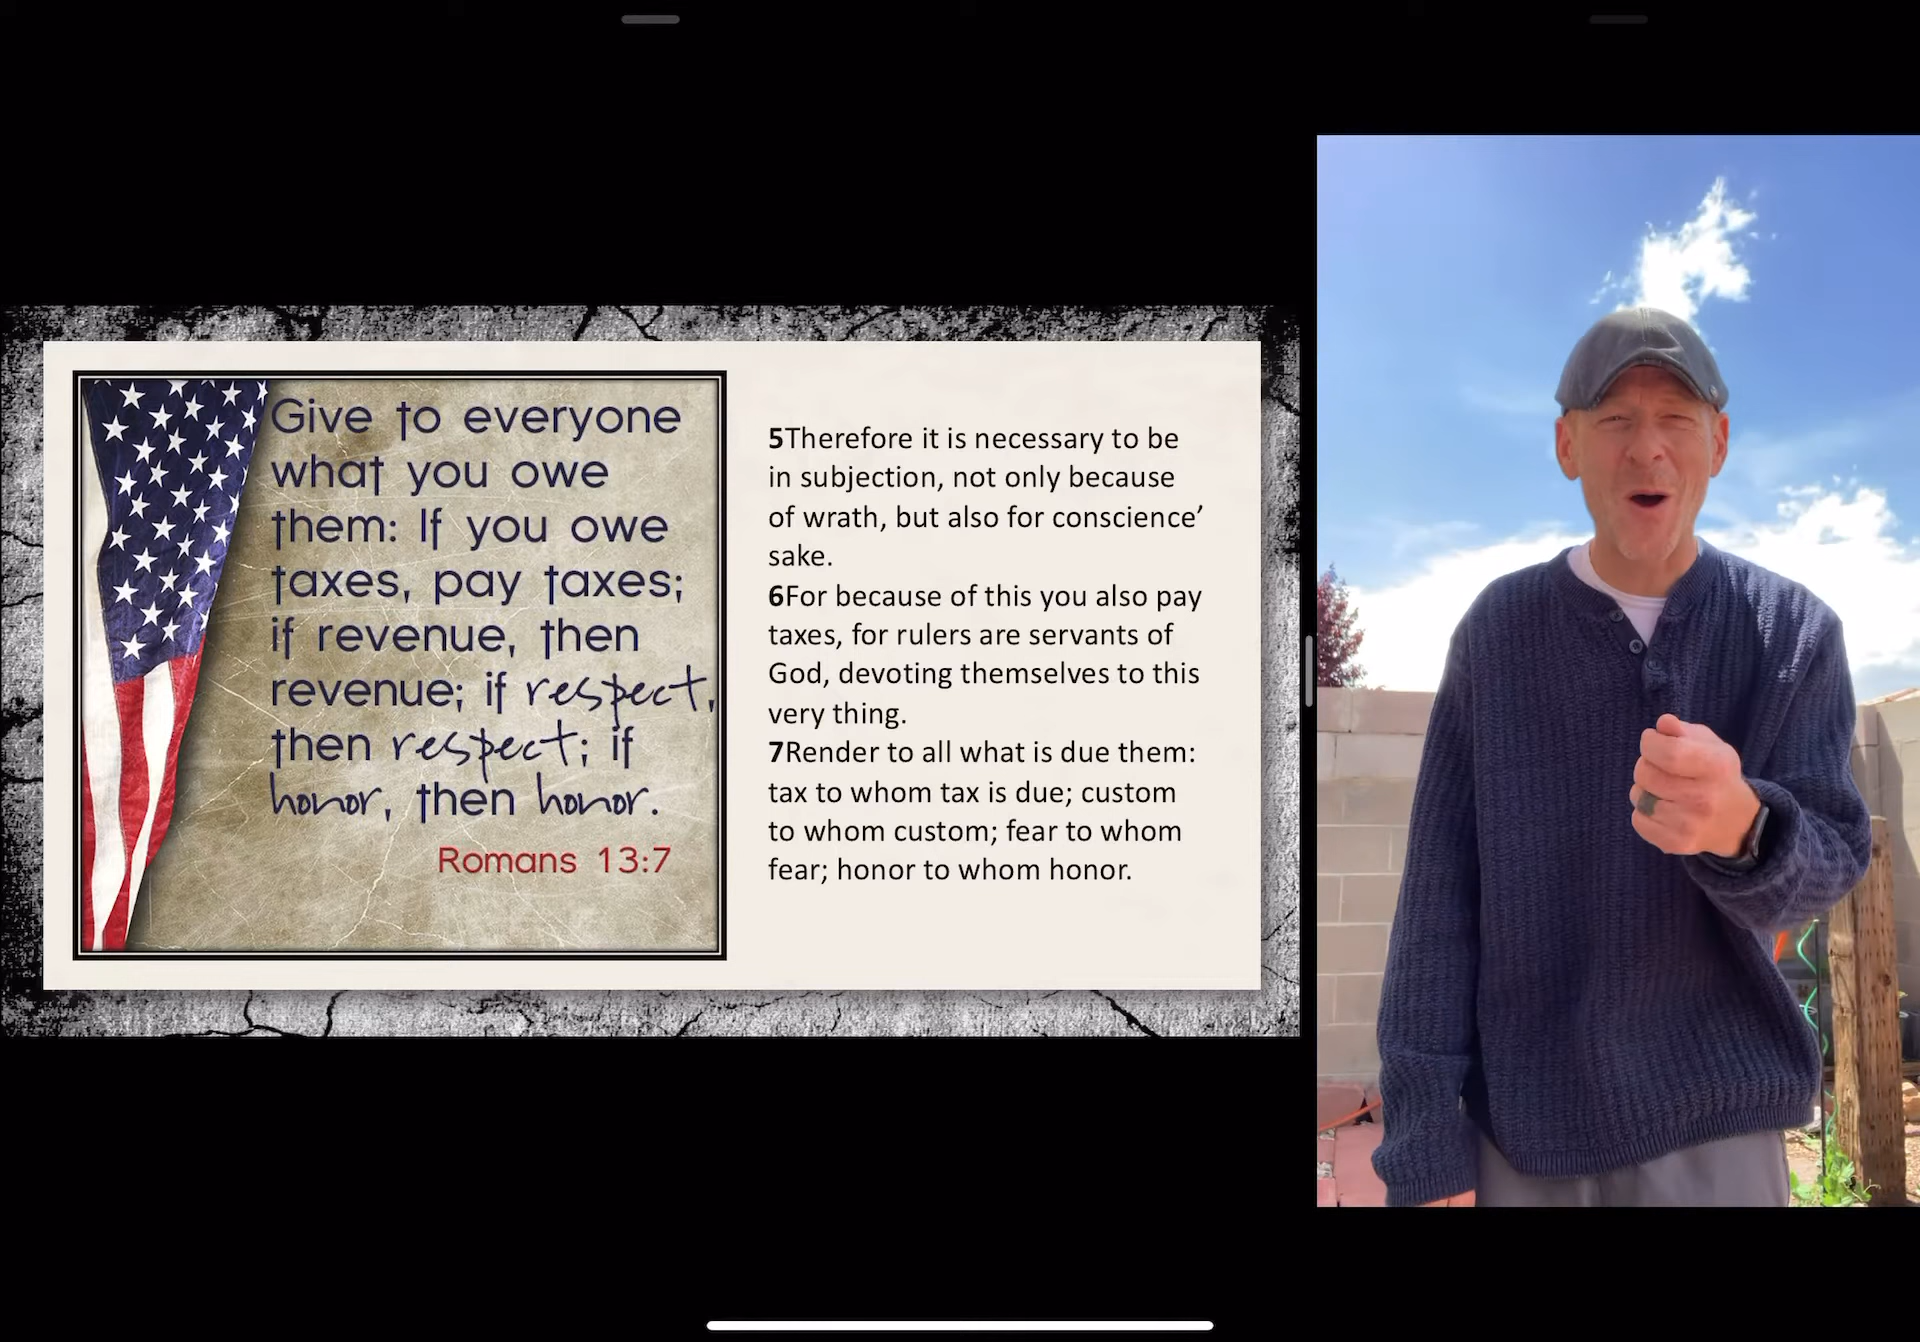 Give to everyone
what you owe
them: If you owe
taxes, pay taxes;
if revenue, then
revenue; if respect,
then respect; if
honor, then honor.
Romans 13:7
5Therefore it is necessary to be
in subjection, not only because
of wrath, but also for conscience’
sake.
6For because of this you also pay
taxes, for rulers are servants of
God, devoting themselves to this
very thing.
7Render to all what is due them:
tax to whom tax is due; custom
to whom custom; fear to whom
fear; honor to whom honor.